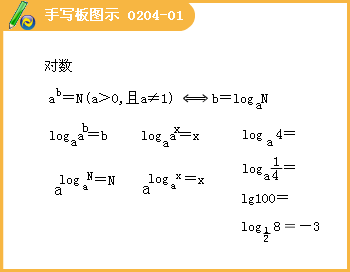 手写板图示 0204-01
对数
a^b=N(a>0,且a≠1) ⟺ b=log_a N
log_a a^b=b log_a a^x=x log_a 4=
a^(log_a N)=N a^(log_a x)=x log_a 1/4=
lg100=
log_(1/2) 8=-3